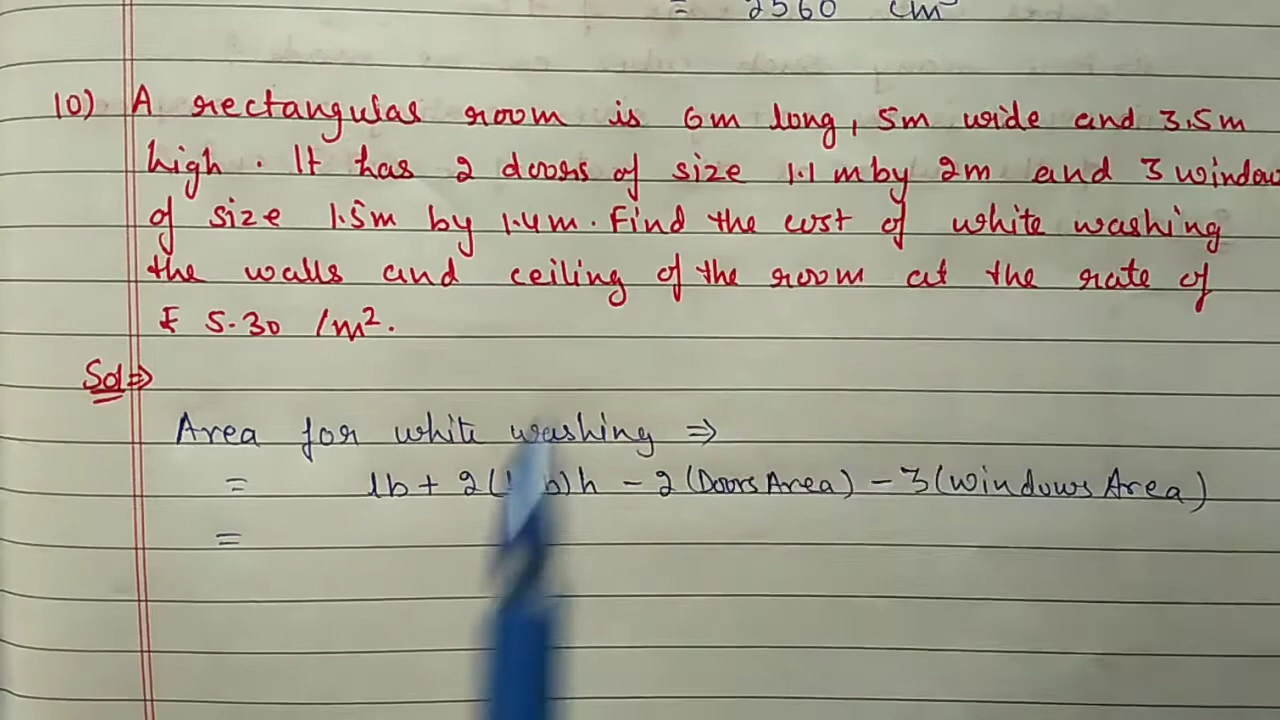 = 2560 cm³
10) A rectangular room is 6m long, 5m wide and 3.5m
high. It has 2 doors of size 1.1 m by 2m and 3 window
of size 1.5m by 1.4m. Find the cost of white washing
the walls and ceiling of the room at the rate of
₹ 5.30 /m².
Sol⇒
Area for white washing ⇒
= lb + 2( b)h - 2 (Doors Area) - 3(windows Area)
=